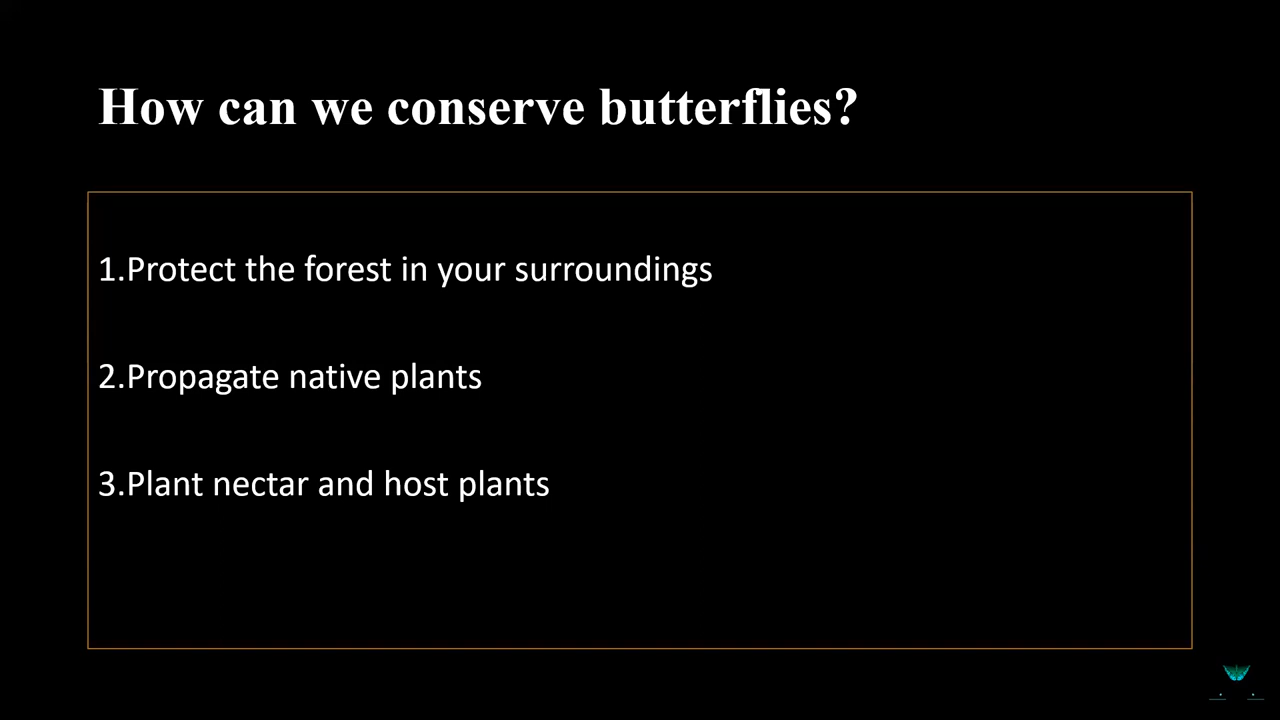 How can we conserve butterflies?
1.Protect the forest in your surroundings
2.Propagate native plants
3.Plant nectar and host plants